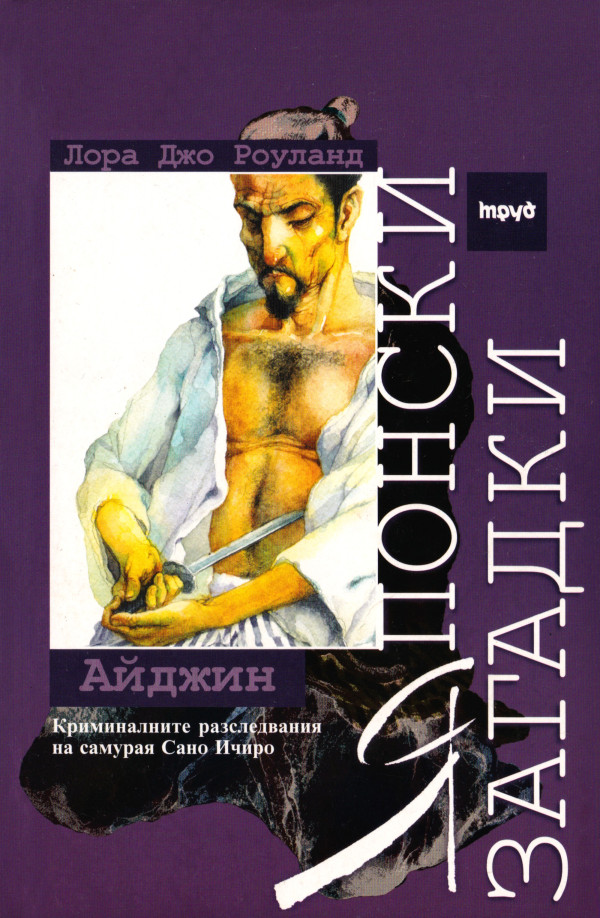 Лора Джо Роуланд
труд
ЯПОНСКИ
ЗАГАДКИ
Айджин
Криминалните разследвания
на самурая Сано Ичиро